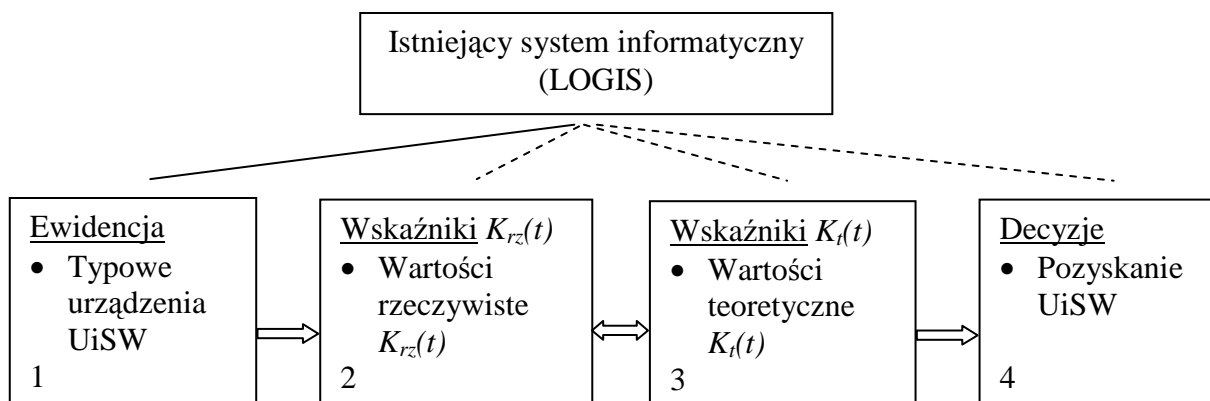 Istniejący system informatyczny
(LOGIS)
Ewidencja
• Typowe
urządzenia
UiSW
1
Wskaźniki Krz(t)
• Wartości
rzeczywiste
Krz(t)
2
Wskaźniki Kt(t)
• Wartości
teoretyczne
Kt(t)
3
Decyzje
• Pozyskanie
UiSW
4